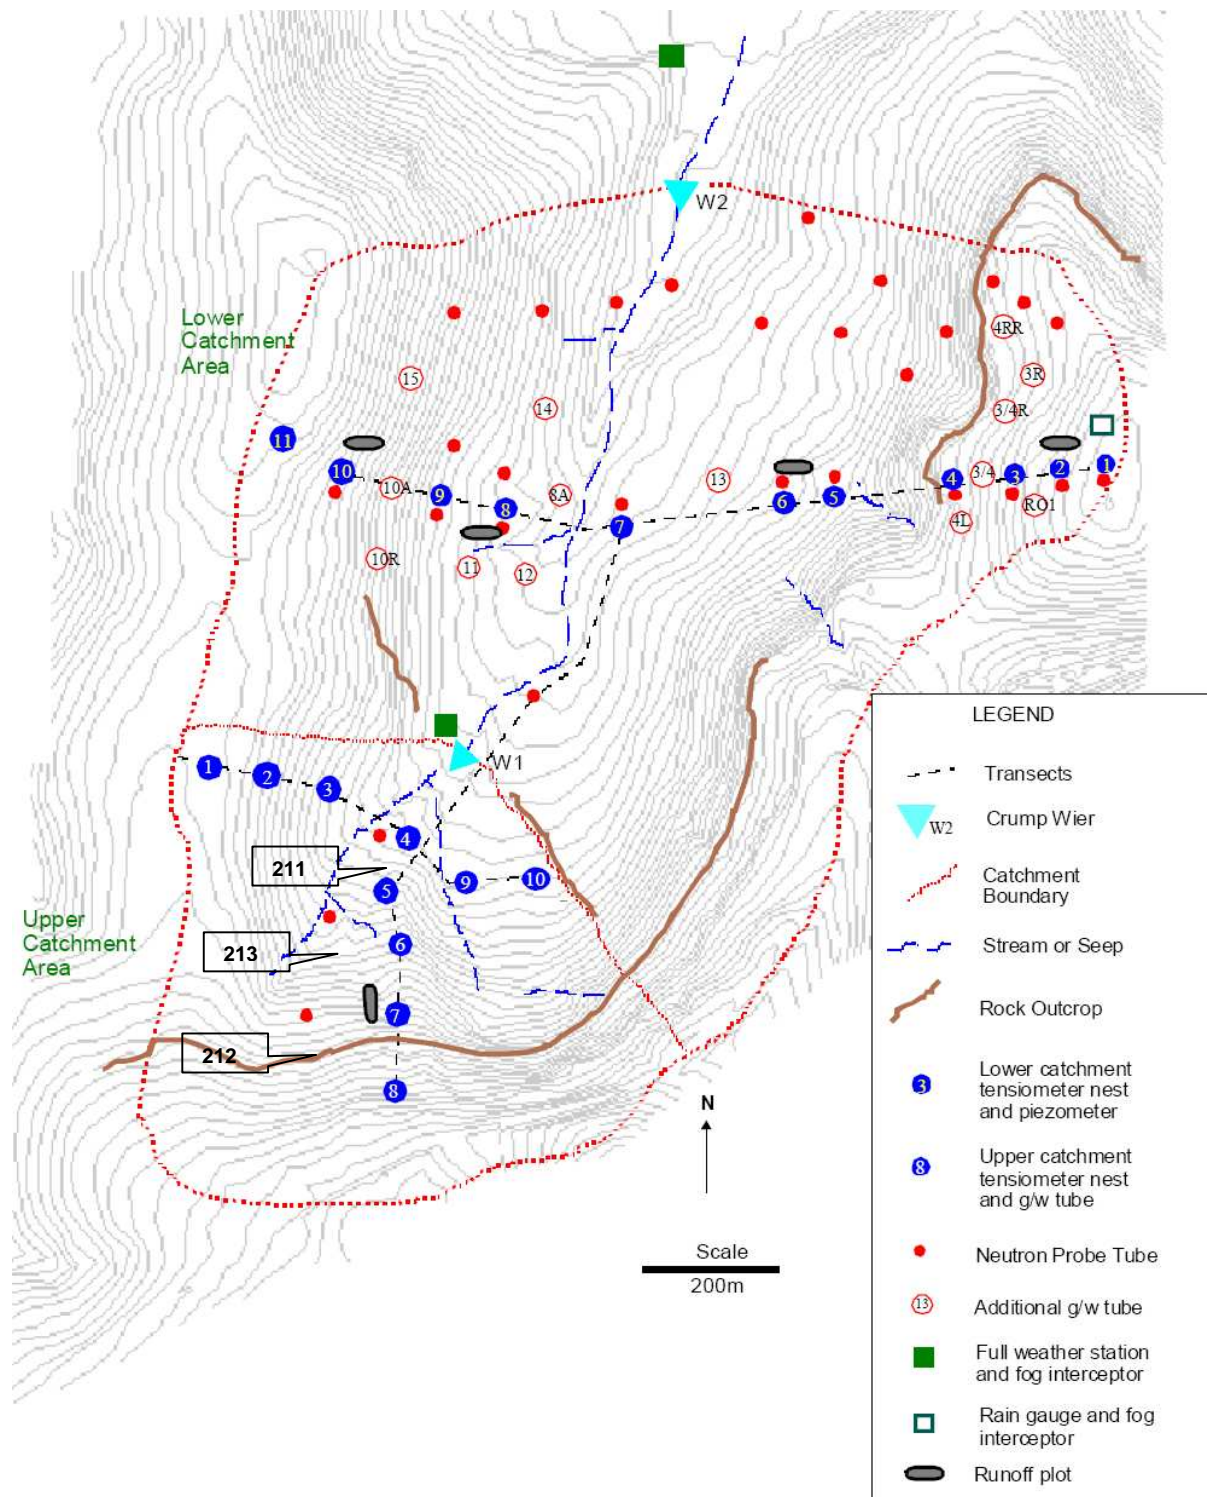 W2
Lower
Catchment
Area
4RR
15
3R
14
3/4R
11
10
10A
9
8
8A
13
6
5
4
3/4
3
2
1
RO1
4L
7
10R
11
12
W1
1
2
3
4
211
5
9
10
Upper
Catchment
Area
213
6
7
212
8
N
Scale
200m
LEGEND
Transects
W2
Crump Wier
Catchment
Boundary
Stream or Seep
Rock Outcrop
3
Lower catchment
tensiometer nest
and piezometer
8
Upper catchment
tensiometer nest
and g/w tube
Neutron Probe Tube
13
Additional g/w tube
Full weather station
and fog interceptor
Rain gauge and fog
interceptor
Runoff plot